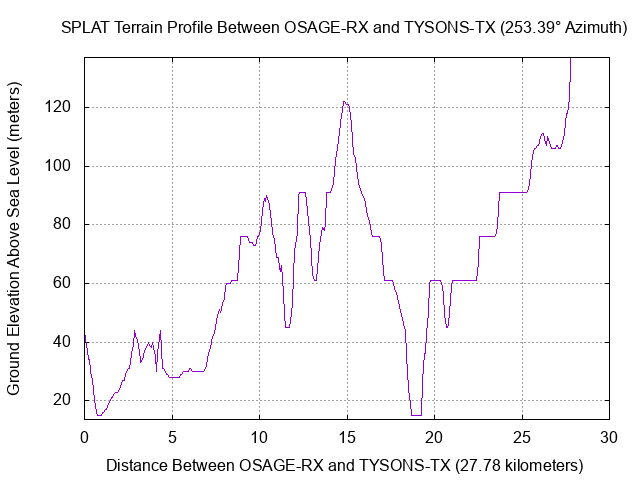 SPLAT Terrain Profile Between OSAGE-RX and TYSONS-TX (253.39° Azimuth)
Ground Elevation Above Sea Level (meters)
120
100
80
60
40
20
0 5 10 15 20 25 30
Distance Between OSAGE-RX and TYSONS-TX (27.78 kilometers)